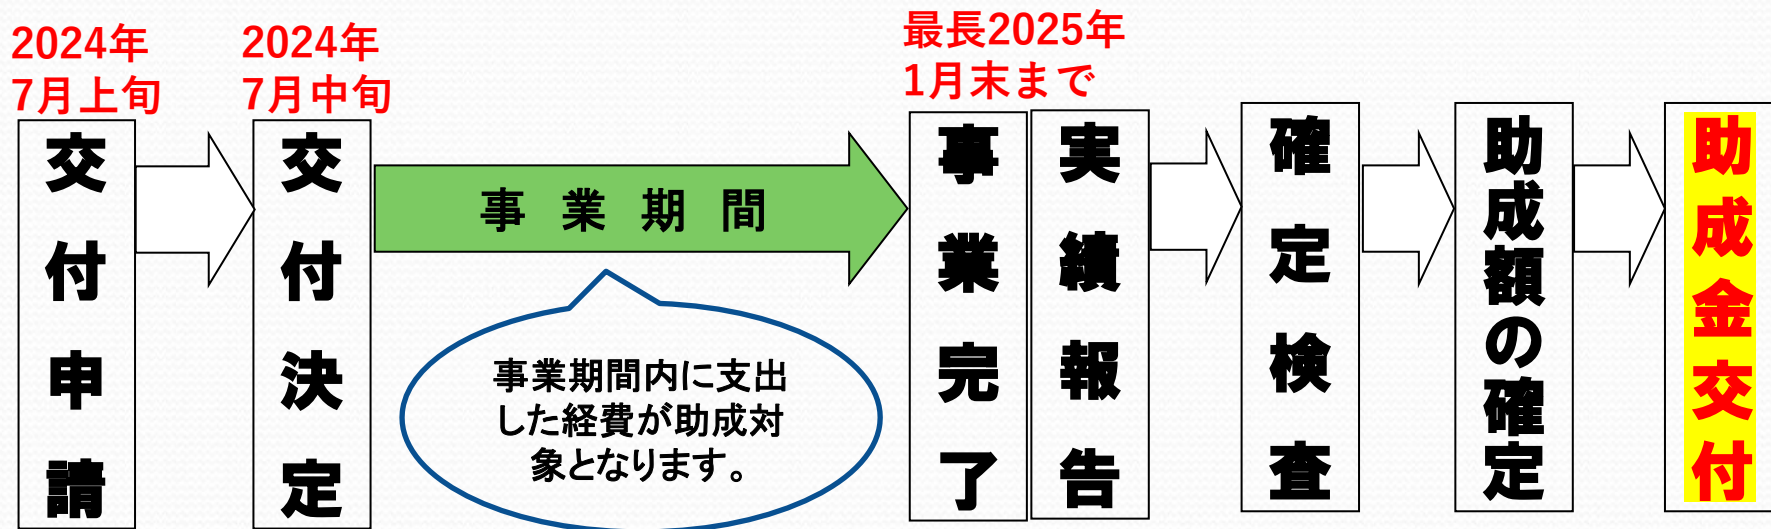 2024年
7月上旬
交付申請
2024年
7月中旬
交付決定
事業期間
事業期間内に支出
した経費が助成対
象となります。
最長2025年
1月末まで
事業完了
実績報告
確定検査
助成額の確定
助成金交付